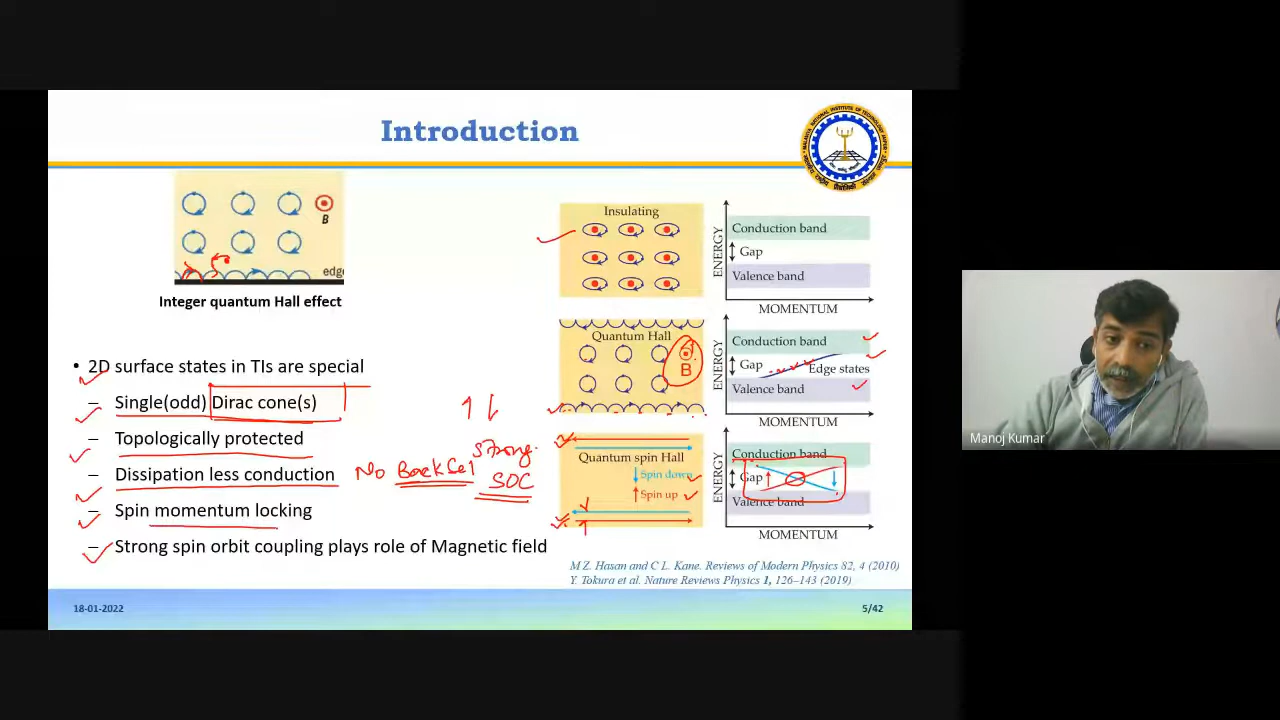 Introduction
B
edge
Integer quantum Hall effect
• 2D surface states in TIs are special
– Single(odd) Dirac cone(s)
– Topologically protected
– Dissipation less conduction
– Spin momentum locking
– Strong spin orbit coupling plays role of Magnetic field
No
strong
SOC
Insulating
ENERGY
Conduction band
Gap
Valence band
MOMENTUM
Quantum Hall
B
ENERGY
Conduction band
Gap
Edge states
Valence band
MOMENTUM
Quantum spin Hall
Spin down
Spin up
ENERGY
Conduction band
Gap
Valence band
MOMENTUM
M Z. Hasan and C L. Kane. Reviews of Modern Physics 82, 4 (2010)
Y. Tokura et al. Nature Reviews Physics 1, 126–143 (2019)
18-01-2022
5/42
Manoj Kumar